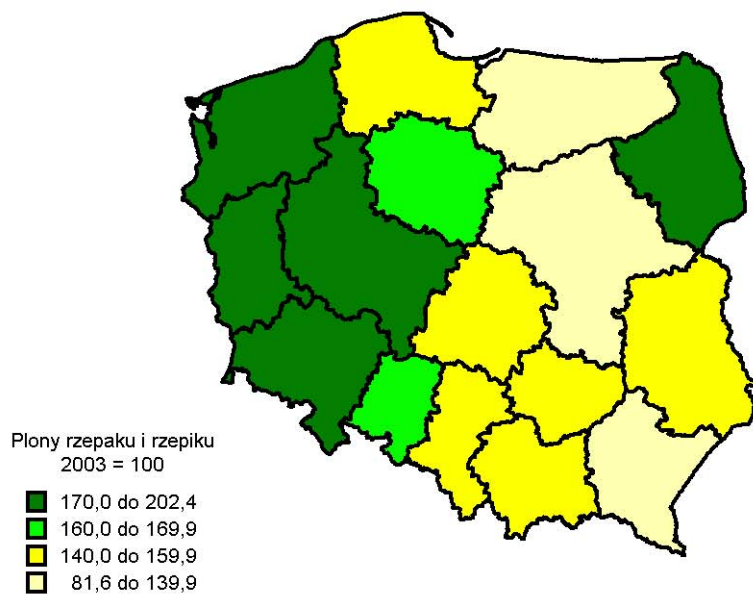 Plony rzepaku i rzepiku
2003 = 100
170,0 do 202,4
160,0 do 169,9
140,0 do 159,9
81,6 do 139,9